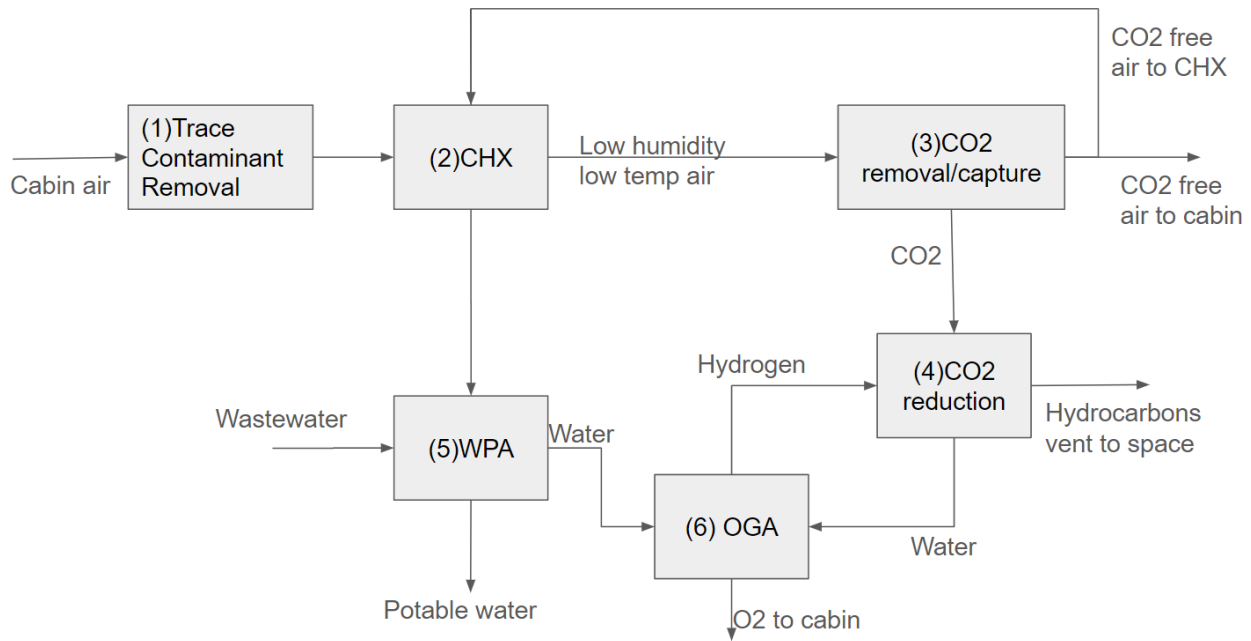 CO2 free
air to CHX
(1)Trace
Contaminant
Removal
Cabin air
(2)CHX
Low humidity
low temp air
(3)CO2
removal/capture
CO2 free
air to cabin
CO2
Hydrogen
(4)CO2
reduction
Hydrocarbons
vent to space
Wastewater
(5)WPA
Water
(6) OGA
Water
Potable water
O2 to cabin